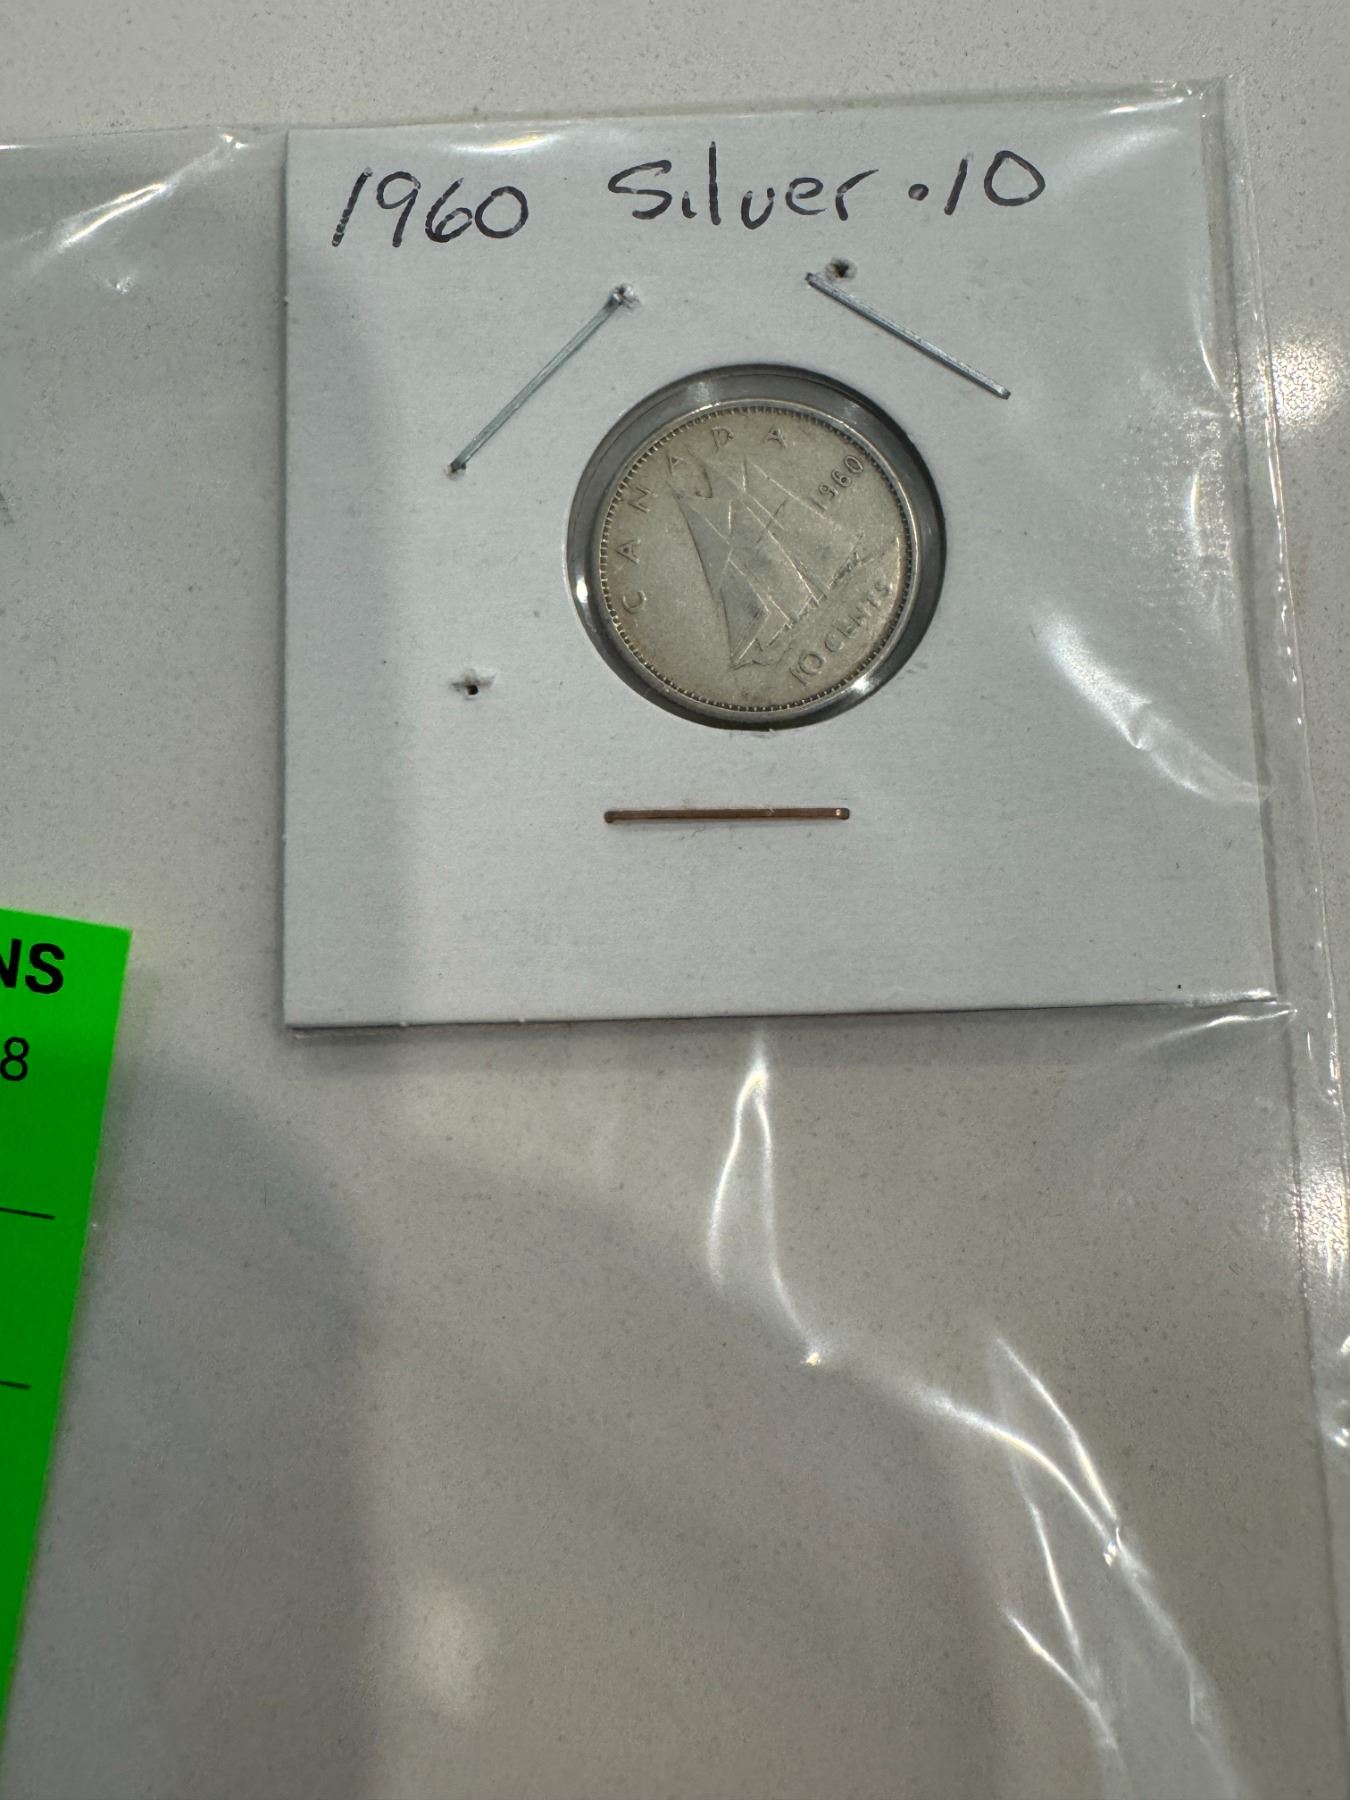 1960 Silver .10
CANADA
1960
10 CENTS
NS
8